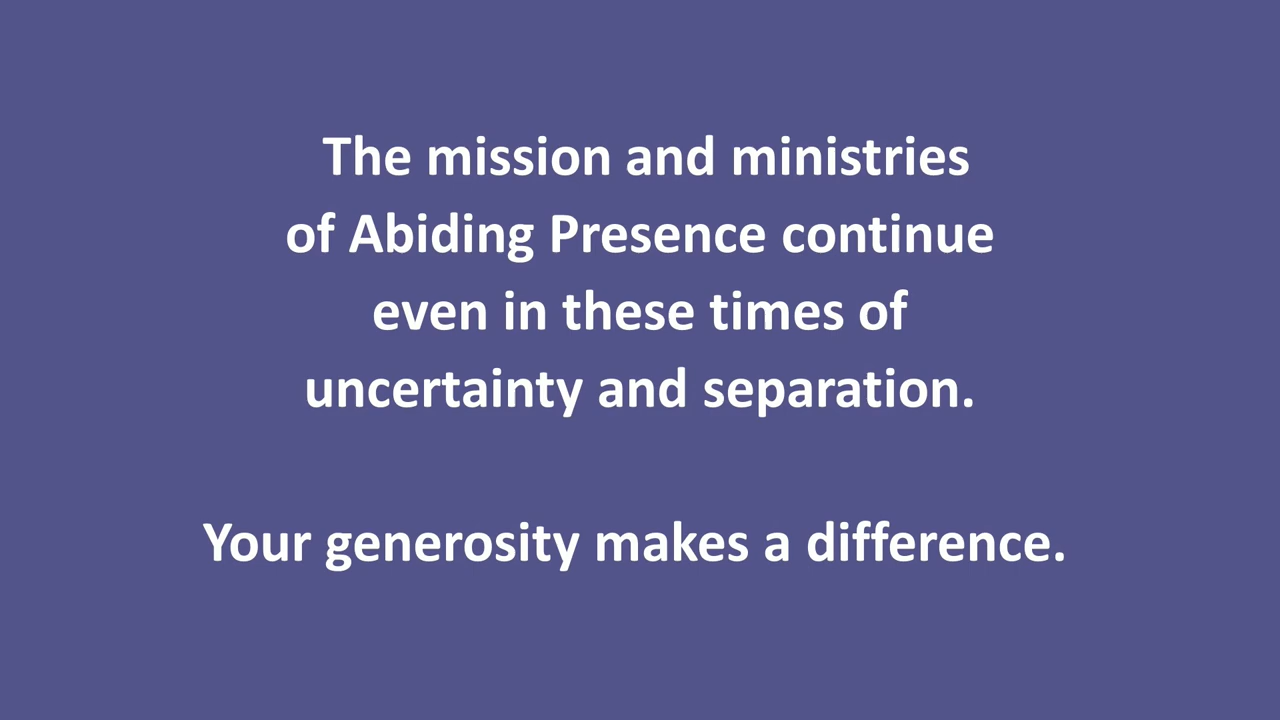 The mission and ministries
of Abiding Presence continue
even in these times of
uncertainty and separation.
Your generosity makes a difference.